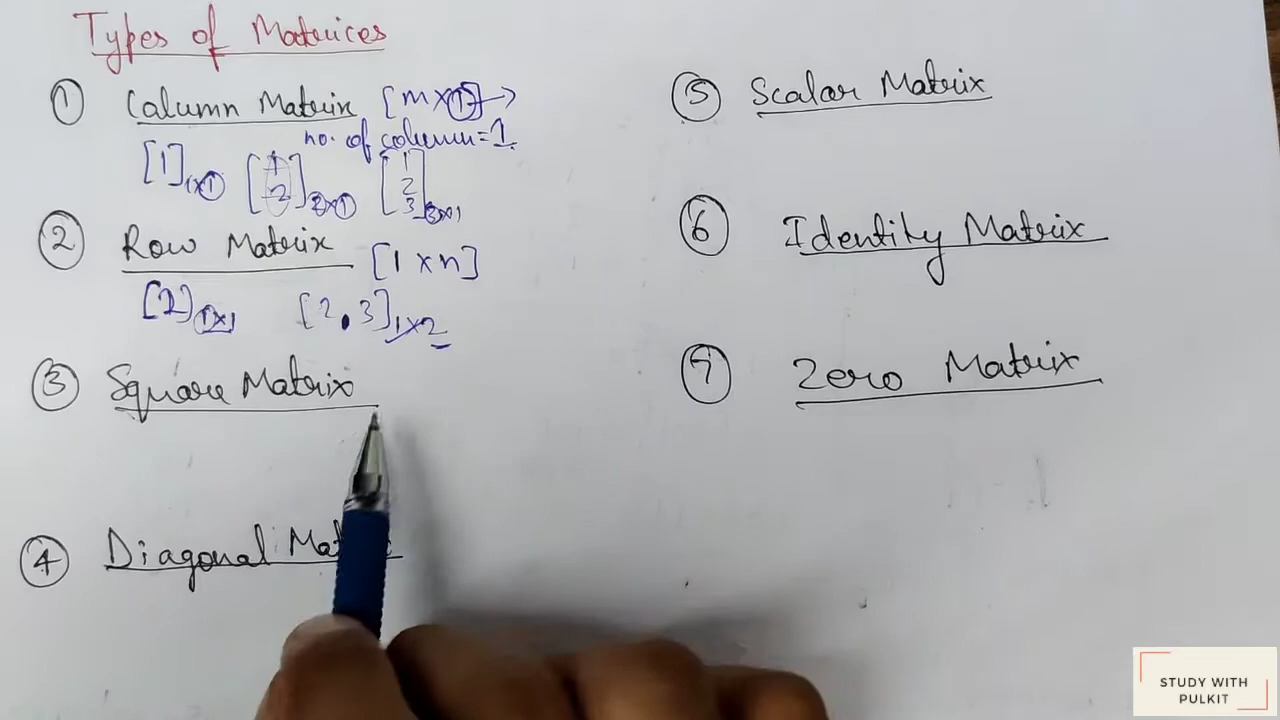 Types of Matrices
① Column Matrix [m×1]→
no. of column=1.
[1]1×1 [1 2]2×1 [1 2 3]3×1
② Row Matrix [1×n]
[2]1×1 [2, 3]1×2
③ Square Matrix
④ Diagonal
⑤ Scalar Matrix
⑥ Identity Matrix
⑦ Zero Matrix
STUDY WITH
PULKIT